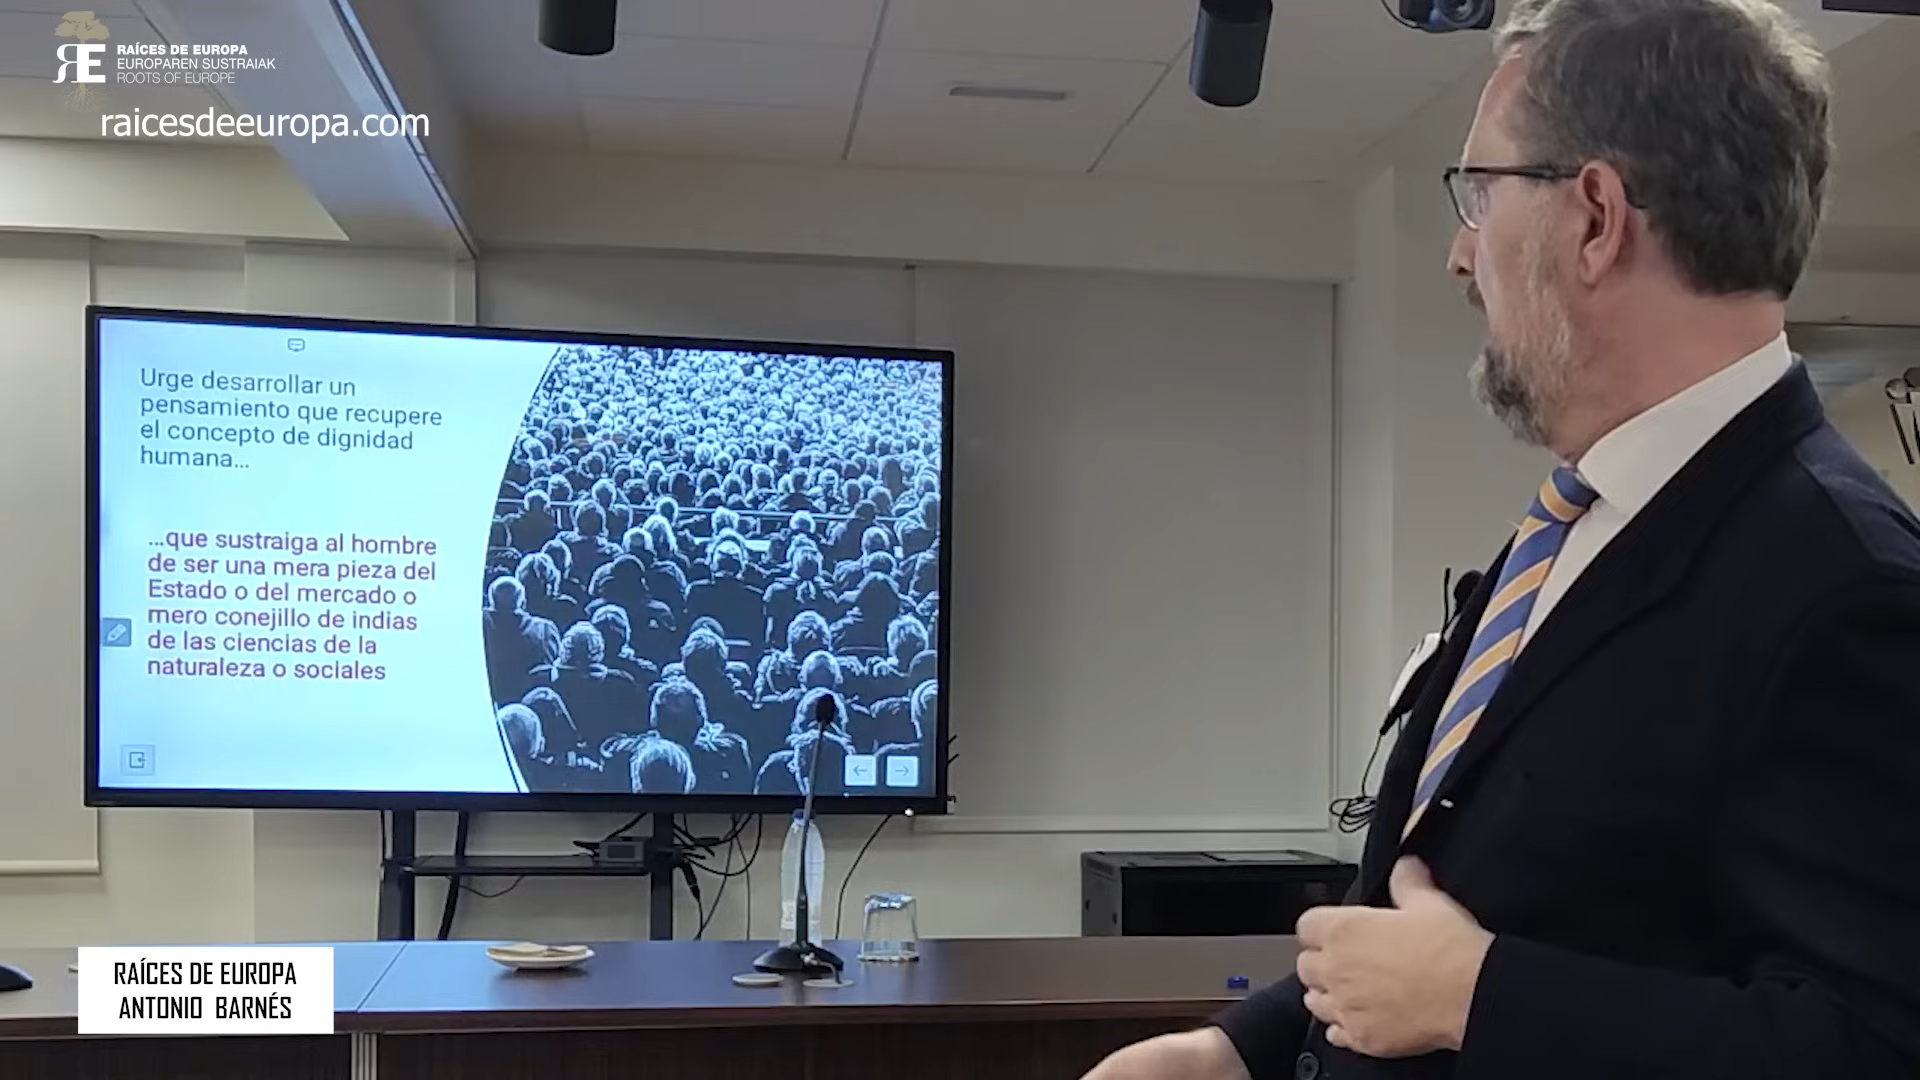 RAÍCES DE EUROPA
EUROPAREN SUSTRAIAK
ROOTS OF EUROPE
raicesdeeuropa.com
Urge desarrollar un
pensamiento que recupere
el concepto de dignidad
humana...
...que sustraiga al hombre
de ser una mera pieza del
Estado o del mercado o
mero conejillo de indias
de las ciencias de la
naturaleza o sociales
RAÍCES DE EUROPA
ANTONIO BARNÉS